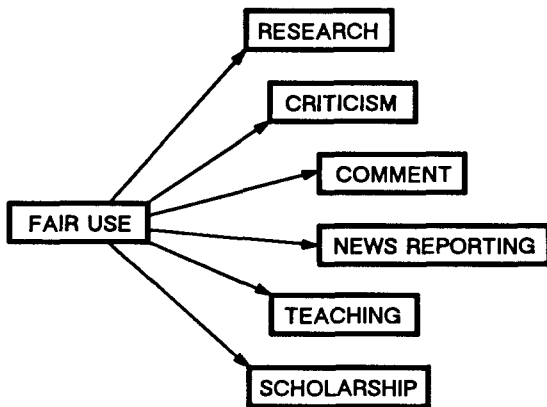 RESEARCH
CRITICISM
COMMENT
FAIR USE
NEWS REPORTING
TEACHING
SCHOLARSHIP